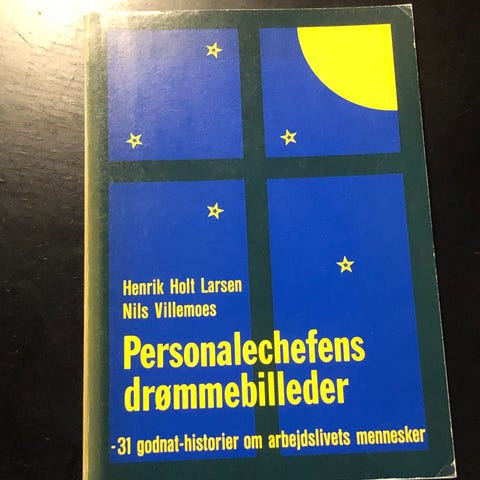 Henrik Holt Larsen
Nils Villemoes
Personalechefens
drømmebilleder
-31 godnat-historier om arbejdslivets mennesker